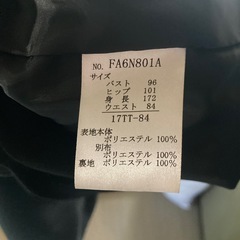 NO. FA6N801A
サイズ
バスト 96
ヒップ 101
身長 172
ウエスト 84
17TT-84
表地本体
ポリエステル 100%
別布
ポリエステル 100%
裏地
ポリエステル 100%